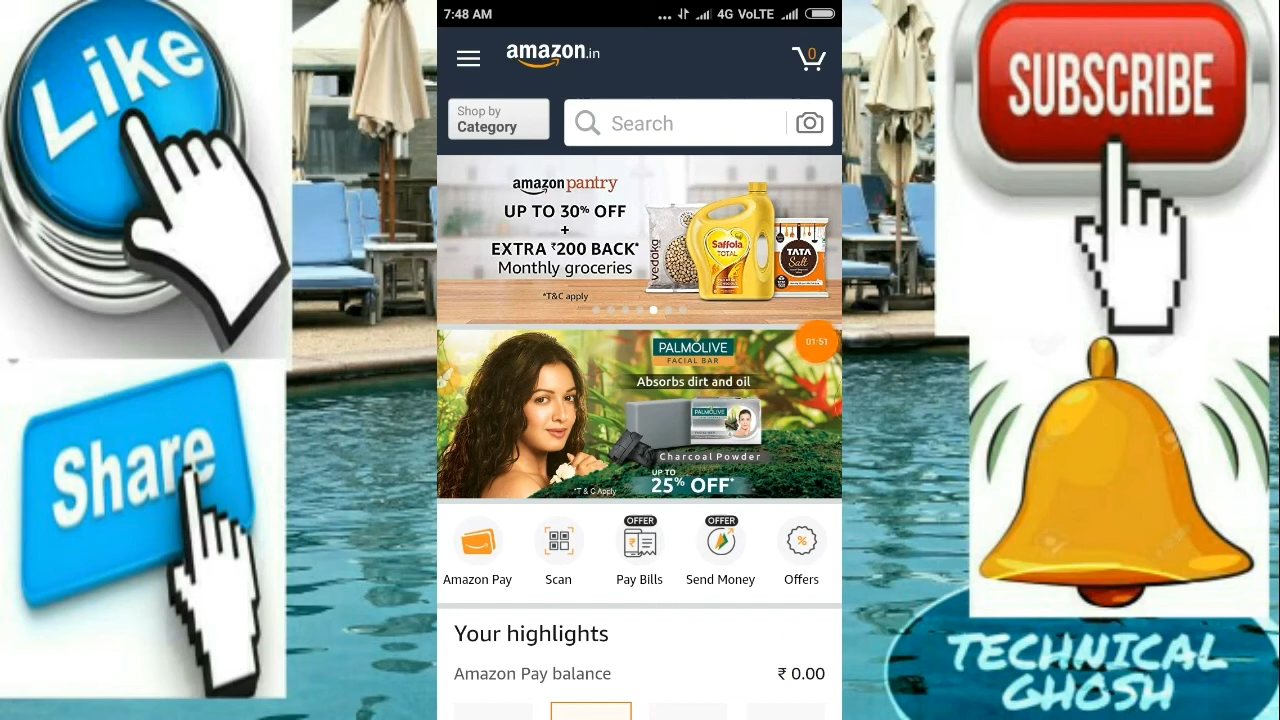 Like
Share
7:48 AM
... 4G VoLTE
amazon.in
0
Shop by
Category
Search
amazon pantry
UP TO 30% OFF
+
EXTRA ₹200 BACK*
Monthly groceries
*T&C apply
vedaka
Saffola
TOTAL
TATA
Salt
PALMOLIVE
FACIAL BAR
01:51
Absorbs dirt and oil
PALMOLIVE
Charcoal Powder
UP TO
25% OFF*
*T & C Apply
OFFER
OFFER
Amazon Pay
Scan
Pay Bills
Send Money
Offers
Your highlights
Amazon Pay balance
₹ 0.00
SUBSCRIBE
TECHNICAL
GHOSH